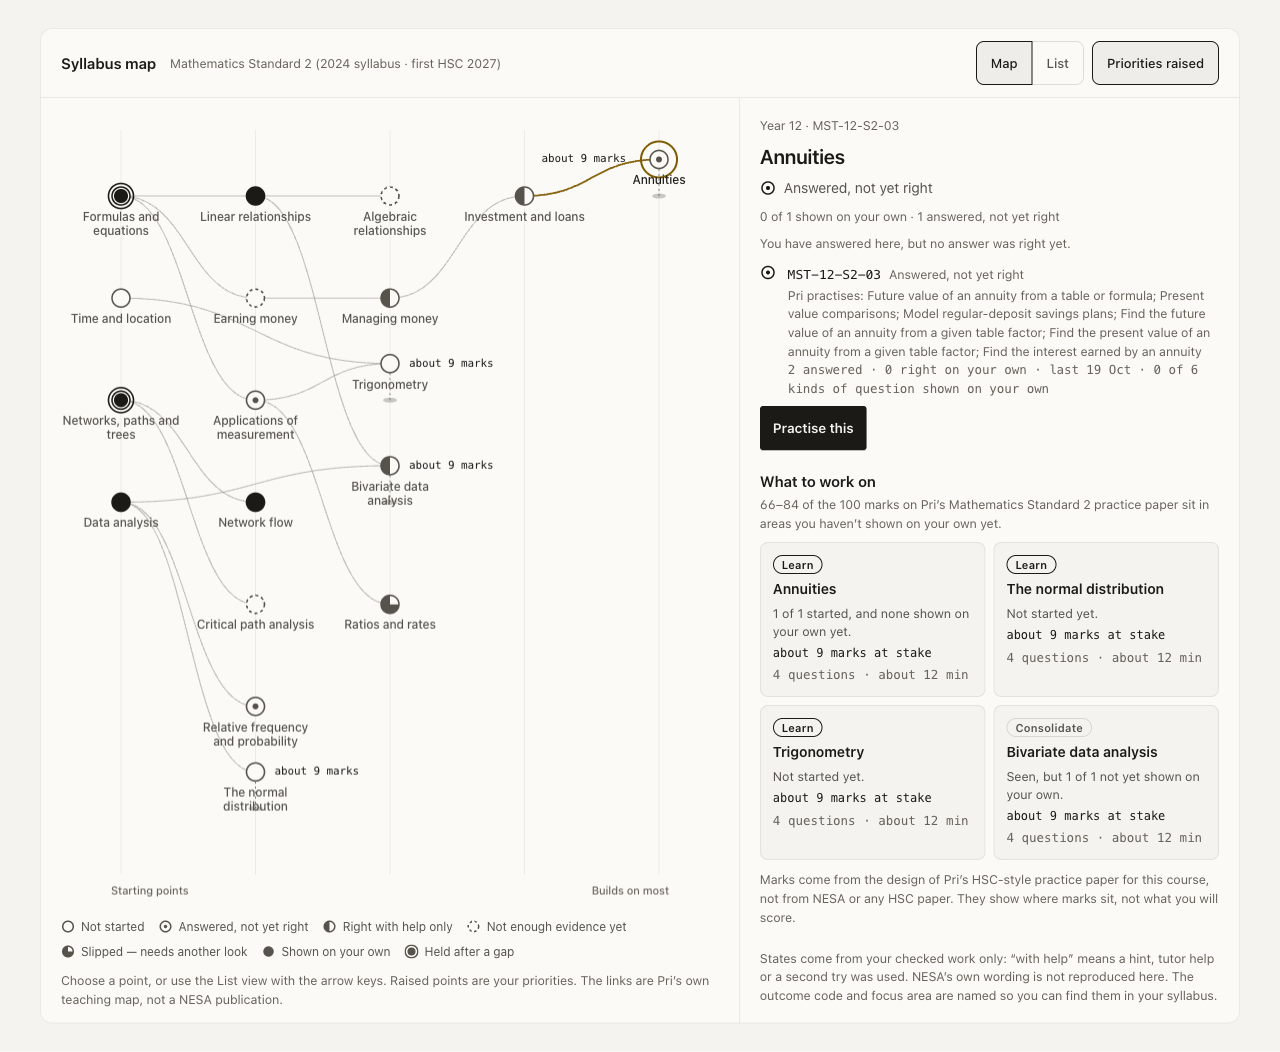 Syllabus map
Mathematics Standard 2 (2024 syllabus · first HSC 2027)
Map
List
Priorities raised
about 9 marks
Annuities
Formulas and
equations
Linear relationships
Algebraic
relationships
Investment and loans
Time and location
Earning money
Managing money
about 9 marks
Trigonometry
Networks, paths and
trees
Applications of
measurement
about 9 marks
Bivariate data
analysis
Data analysis
Network flow
Critical path analysis
Ratios and rates
Relative frequency
and probability
about 9 marks
The normal
distribution
Starting points
Builds on most
Not started
Answered, not yet right
Right with help only
Not enough evidence yet
Slipped — needs another look
Shown on your own
Held after a gap
Choose a point, or use the List view with the arrow keys. Raised points are your priorities. The links are Pri's own
teaching map, not a NESA publication.
Year 12 · MST-12-S2-03
Annuities
Answered, not yet right
0 of 1 shown on your own · 1 answered, not yet right
You have answered here, but no answer was right yet.
MST-12-S2-03 Answered, not yet right
Pri practises: Future value of an annuity from a table or formula; Present
value comparisons; Model regular-deposit savings plans; Find the future
value of an annuity from a given table factor; Find the present value of an
annuity from a given table factor; Find the interest earned by an annuity
2 answered · 0 right on your own · last 19 Oct · 0 of 6
kinds of question shown on your own
Practise this
What to work on
66–84 of the 100 marks on Pri's Mathematics Standard 2 practice paper sit in
areas you haven't shown on your own yet.
Learn
Annuities
1 of 1 started, and none shown on
your own yet.
about 9 marks at stake
4 questions · about 12 min
Learn
The normal distribution
Not started yet.
about 9 marks at stake
4 questions · about 12 min
Learn
Trigonometry
Not started yet.
about 9 marks at stake
4 questions · about 12 min
Consolidate
Bivariate data analysis
Seen, but 1 of 1 not yet shown on
your own.
about 9 marks at stake
4 questions · about 12 min
Marks come from the design of Pri's HSC-style practice paper for this course,
not from NESA or any HSC paper. They show where marks sit, not what you will
score.
States come from your checked work only: “with help” means a hint, tutor help
or a second try was used. NESA's own wording is not reproduced here. The
outcome code and focus area are named so you can find them in your syllabus.